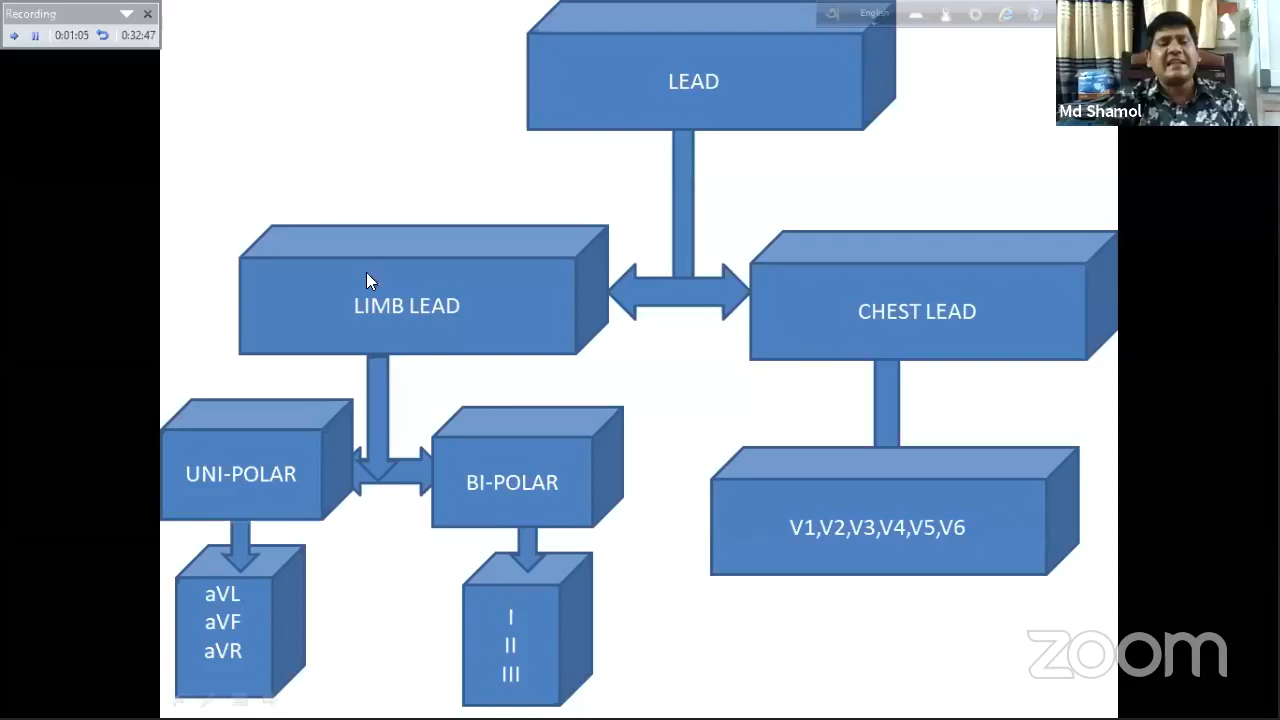 Recording
0:01:05
0:32:47
English
Md Shamol
LEAD
LIMB LEAD
CHEST LEAD
UNI-POLAR
BI-POLAR
V1,V2,V3,V4,V5,V6
aVL
aVF
aVR
I
II
III
zoom